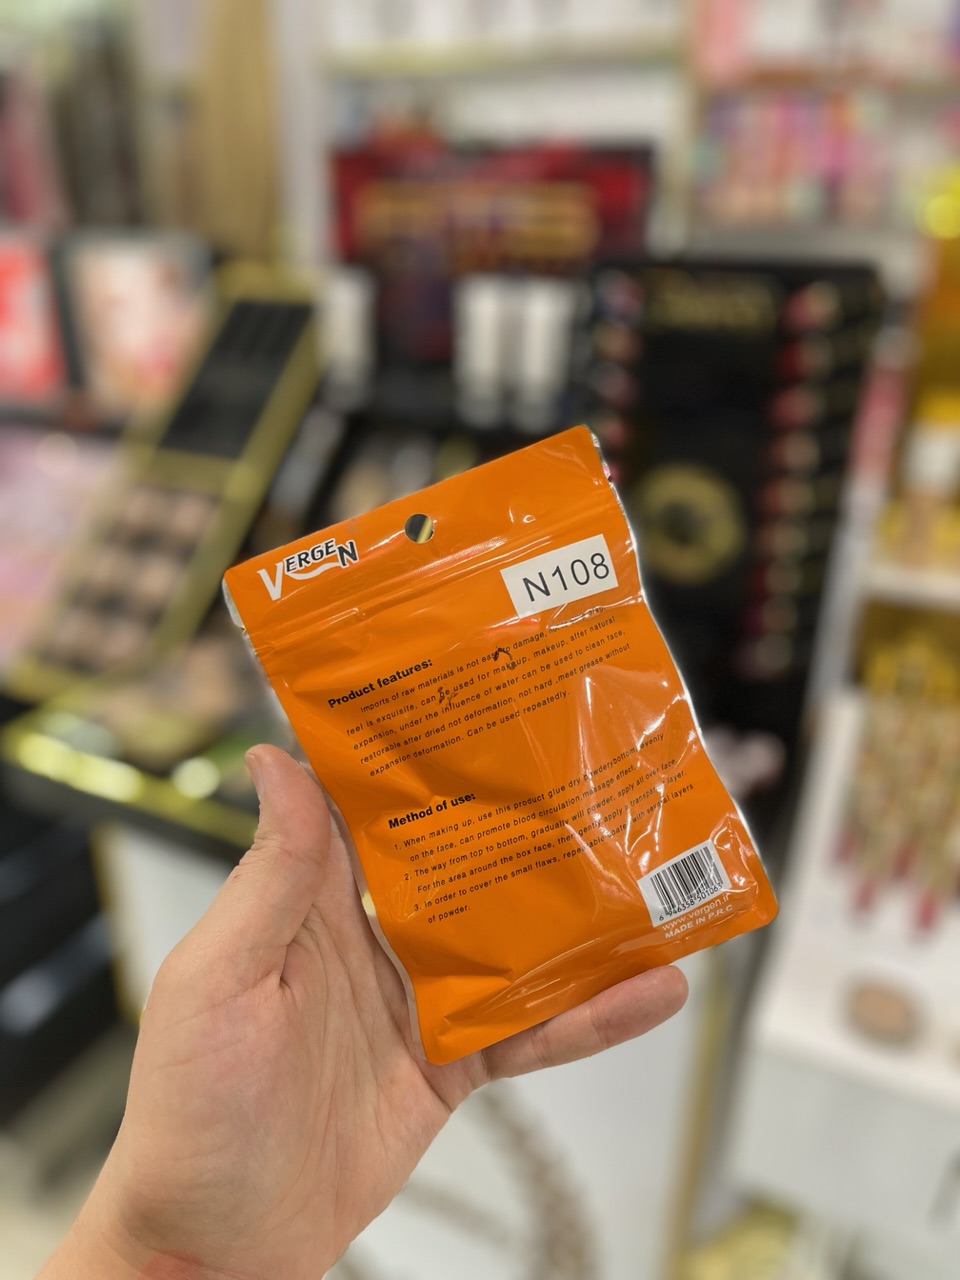 VERGEN
N108
Product features:
Imports of raw materials is not easy to damage,
feel is exquisite, can be used for makeup, makeup, after natural
expansion, under the influence of water can be used to clean face,
restorable after dried not deformation, not hard ,meet grease without
expansion deformation. Can be used repeatedly.
Method of use:
1. When making up, use this product glue dry powderybottom evenly
on the face, can promote blood circulation,massage effect.
2. The way from top to bottom, gradually will powder, apply all over face.
For the area around the box face, then gently apply a transparent layer.
3. In order to cover the small flaws, repeatable pate with several layers
of powder.
www.vergen.ir
MADE IN P.R.C